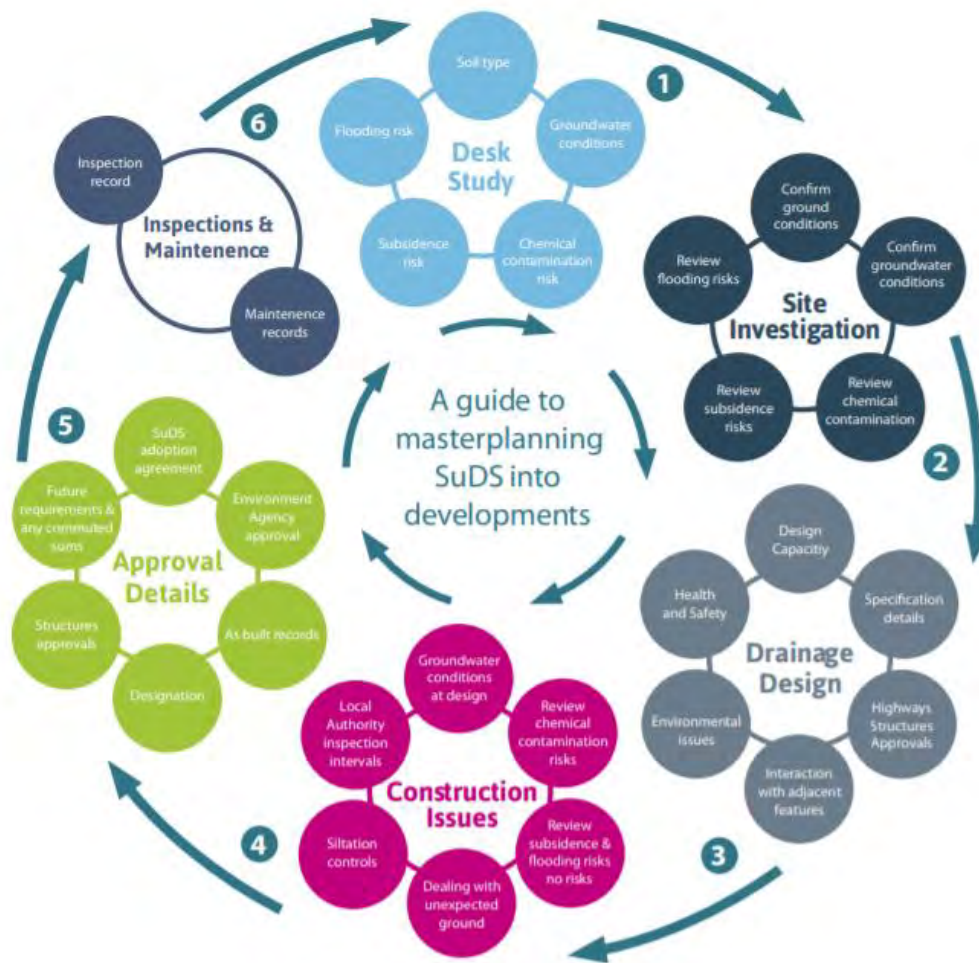 1
Soil type
Groundwater
conditions
Chemical
contamination
risk
Subsidence
risk
Flooding risk
Desk
Study
Confirm
ground
conditions
Confirm
groundwater
conditions
Review
chemical
contamination
Review
subsidence
risks
Review
flooding risks
Site
Investigation
2
Design
Capacitiy
Specification
details
Highways
Structures
Approvals
Interaction
with adjacent
features
Environmental
issues
Health
and Safety
Drainage
Design
3
Groundwater
conditions
at design
Review
chemical
contamination
risks
Review
subsidence &
flooding risks
no risks
Dealing with
unexpected
ground
Siltation
controls
Local
Authority
inspection
intervals
Construction
Issues
4
SuDS
adoption
agreement
Environment
Agency
approval
As built records
Designation
Structures
approvals
Future
requirements &
any commuted
sums
Approval
Details
5
Inspection
record
Inspections &
Maintenence
Maintenence
records
6
A guide to
masterplanning
SuDS into
developments